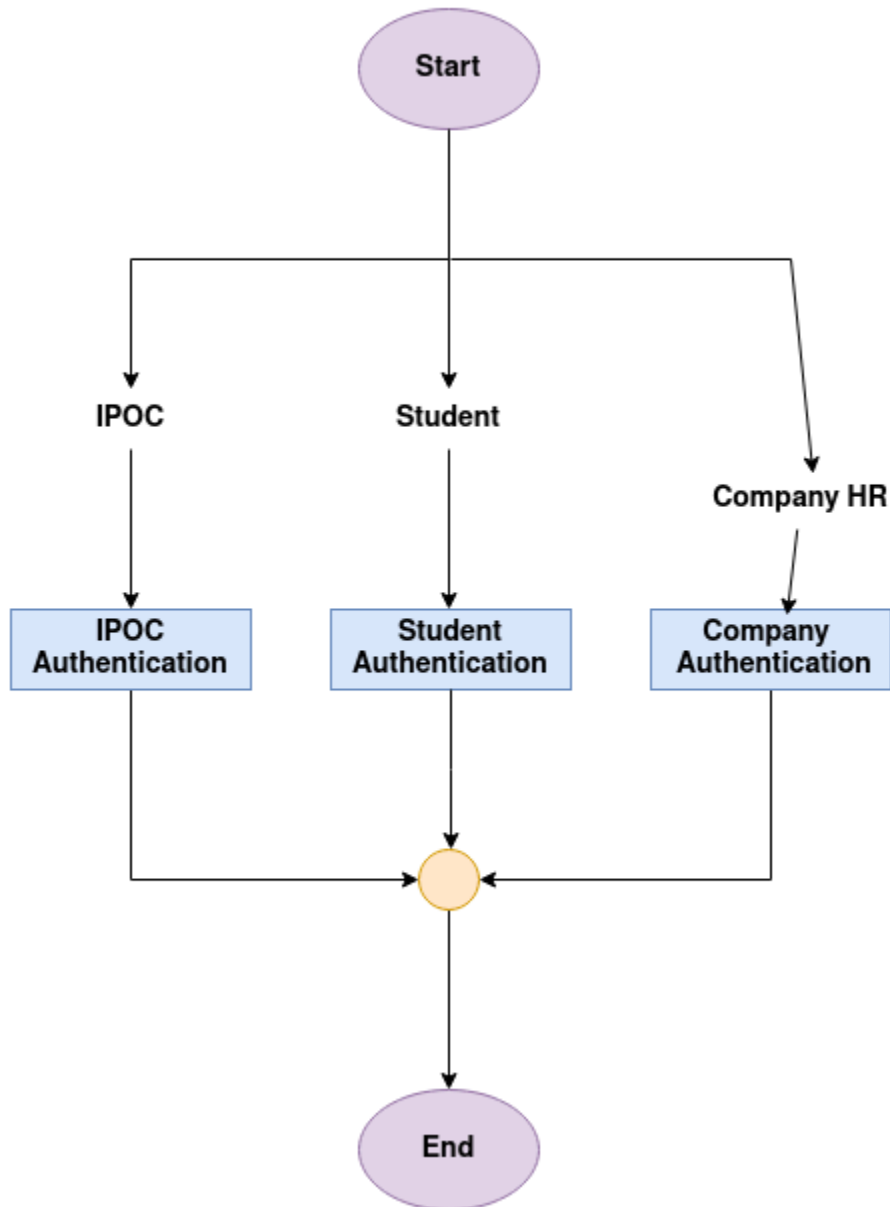 Start
IPOC
Student
Company HR
IPOC
Authentication
Student
Authentication
Company
Authentication
End